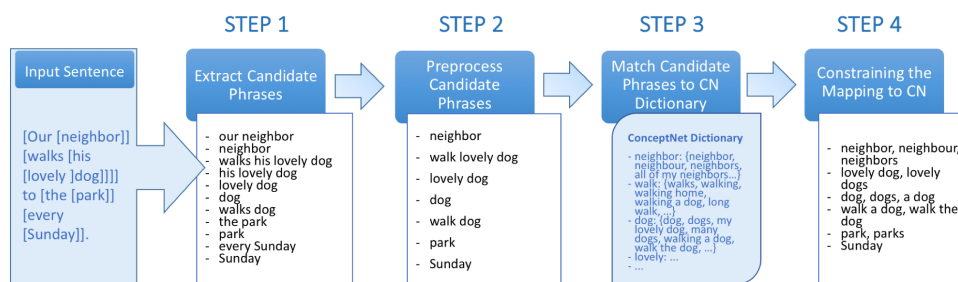 STEP 1
STEP 2
STEP 3
STEP 4
Input Sentence
[Our [neighbor]]
[walks [his
[lovely ]dog]]]]
to [the [park]]
[every
[Sunday]].
Extract Candidate
Phrases
- our neighbor
- neighbor
- walks his lovely dog
- his lovely dog
- lovely dog
- dog
- walks dog
- the park
- park
- every Sunday
- Sunday
Preprocess
Candidate
Phrases
- neighbor
- walk lovely dog
- lovely dog
- dog
- walk dog
- park
- Sunday
Match Candidate
Phrases to CN
Dictionary
ConceptNet Dictionary
- neighbor: {neighbor,
neighbour, neighbors,
all of my neighbors...}
- walk: {walks, walking,
walking home,
walking a dog, long
walk, ...}
- dog: {dog, dogs, my
lovely dog, many
dogs, walking a dog,
walk the dog, ...}
- lovely: ...
- ...
Constraining the
Mapping to CN
- neighbor, neighbour,
neighbors
- lovely dog, lovely
dogs
- dog, dogs, a dog
- walk a dog, walk the
dog
- park, parks
- Sunday